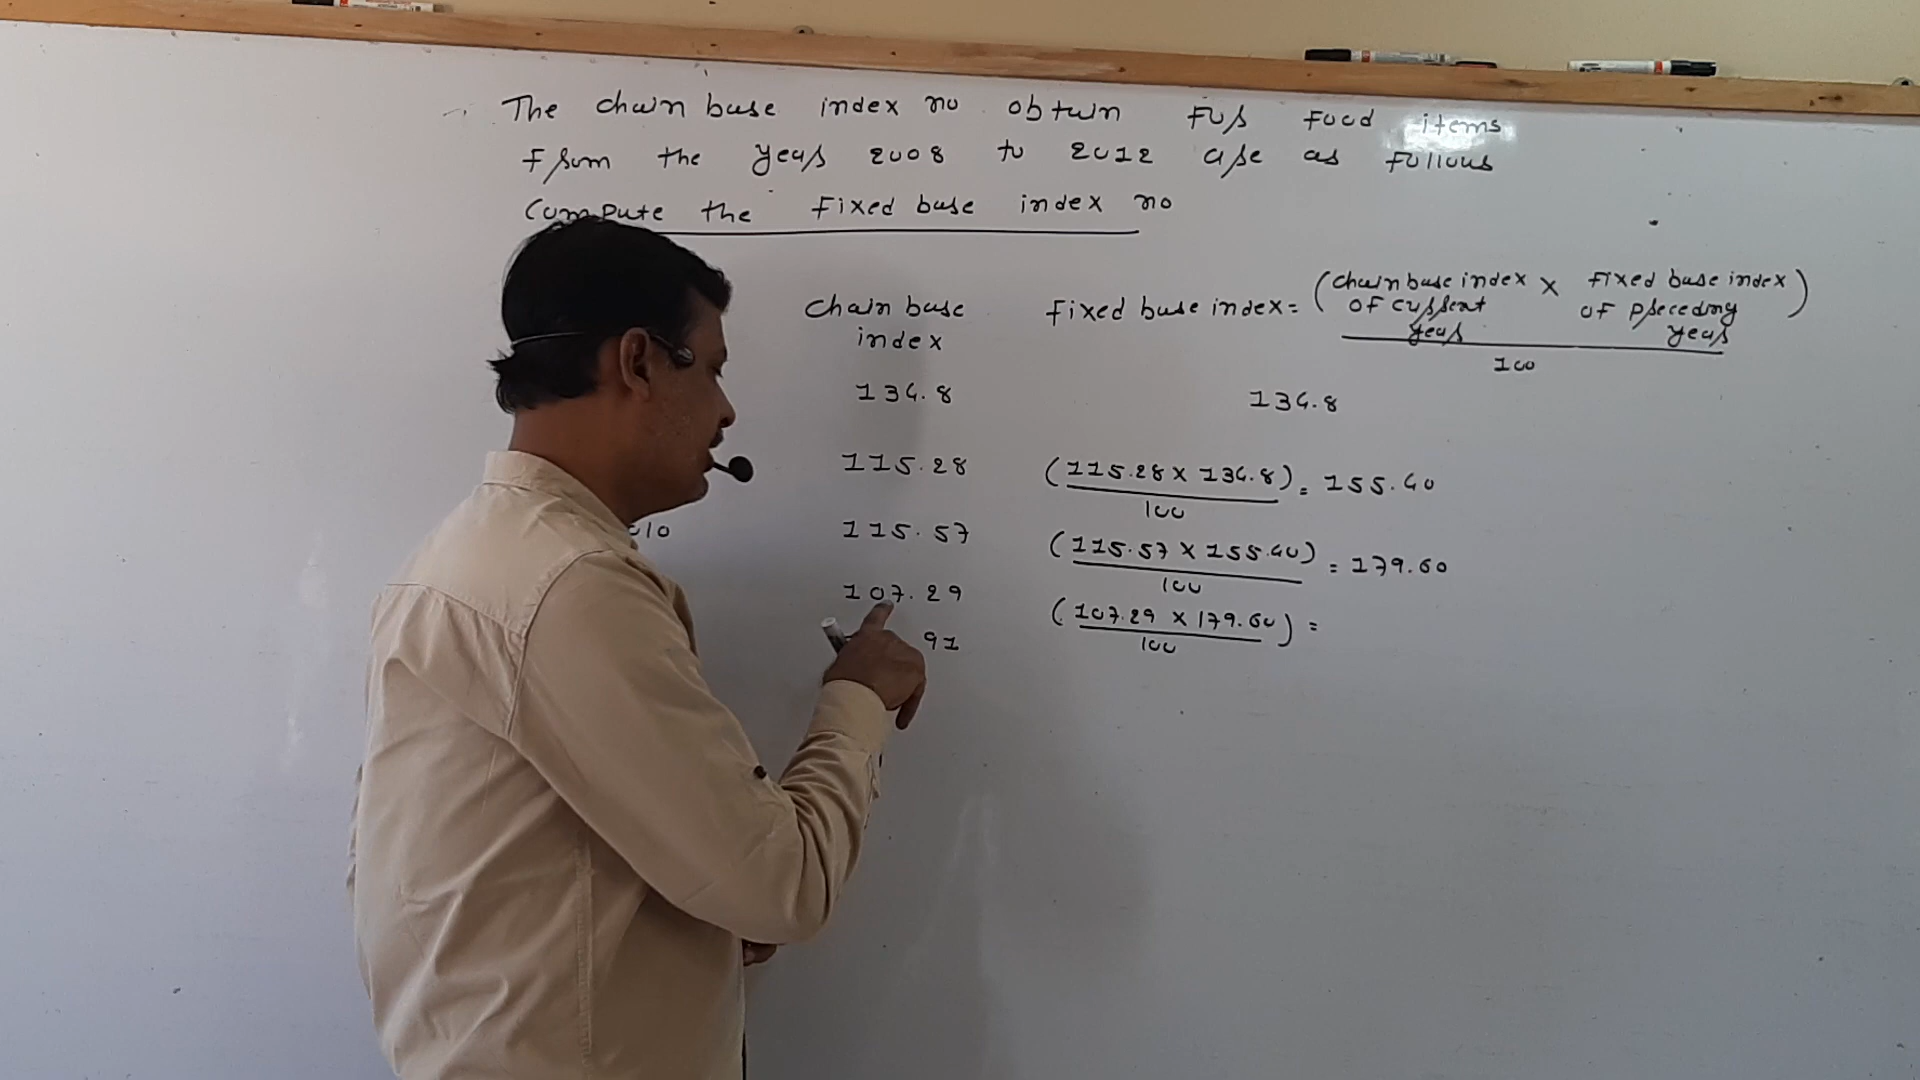 The chain base index no obtain For Food items
From the year 2008 to 2012 are as follows
Compute the Fixed base index no
Chain base index
Fixed base index = (chain base index of current year × Fixed base index of preceding year)
100
134.8 134.8
115.28 (115.28 × 134.8) = 155.40
100
010 115.57 (115.57 × 155.40) = 179.60
100
107.29 (107.29 × 179.60) =
100
91